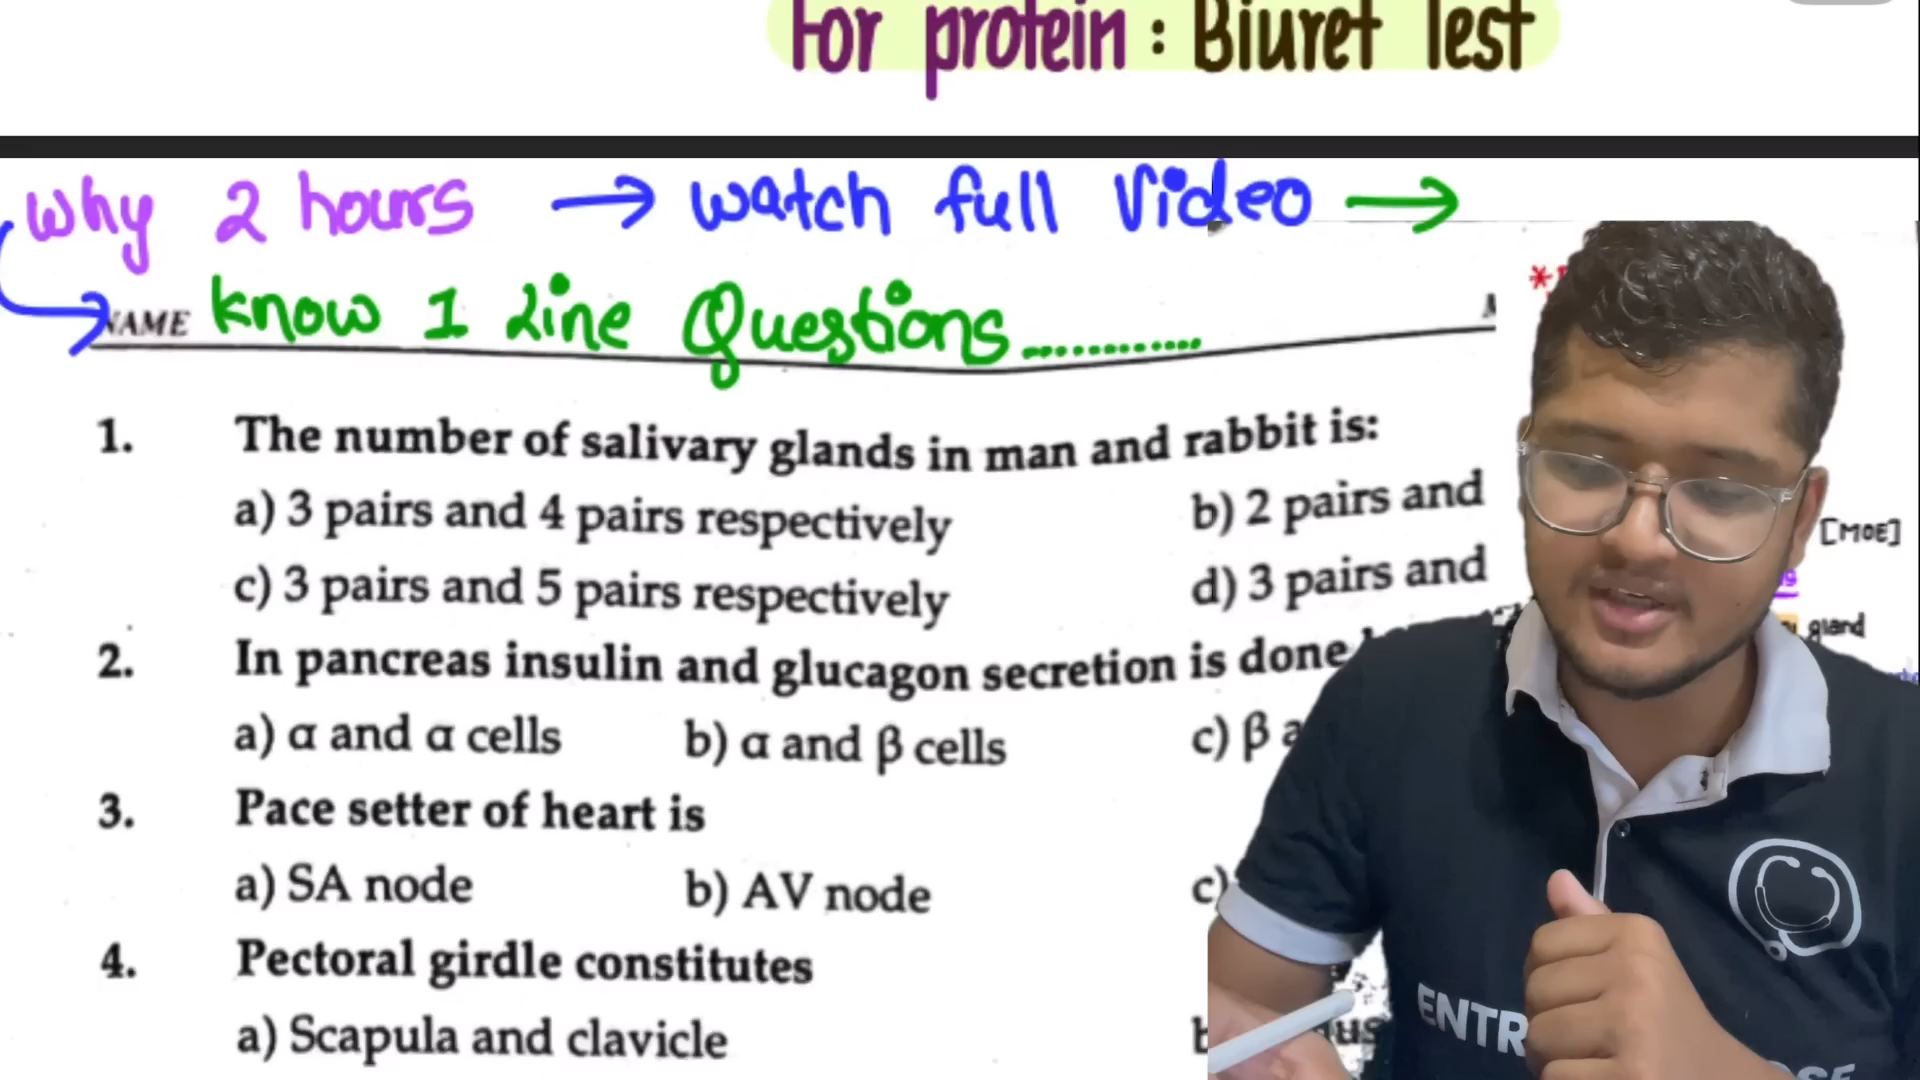 For protein : Biuret Test
Why 2 hours → watch full Video →
NAME know 1 Line Questions............
1. The number of salivary glands in man and rabbit is:
a) 3 pairs and 4 pairs respectively b) 2 pairs and
c) 3 pairs and 5 pairs respectively d) 3 pairs and
[MOE]
gland
2. In pancreas insulin and glucagon secretion is done
a) α and α cells b) α and β cells c) β
3. Pace setter of heart is
a) SA node b) AV node c)
4. Pectoral girdle constitutes
a) Scapula and clavicle
ENTR